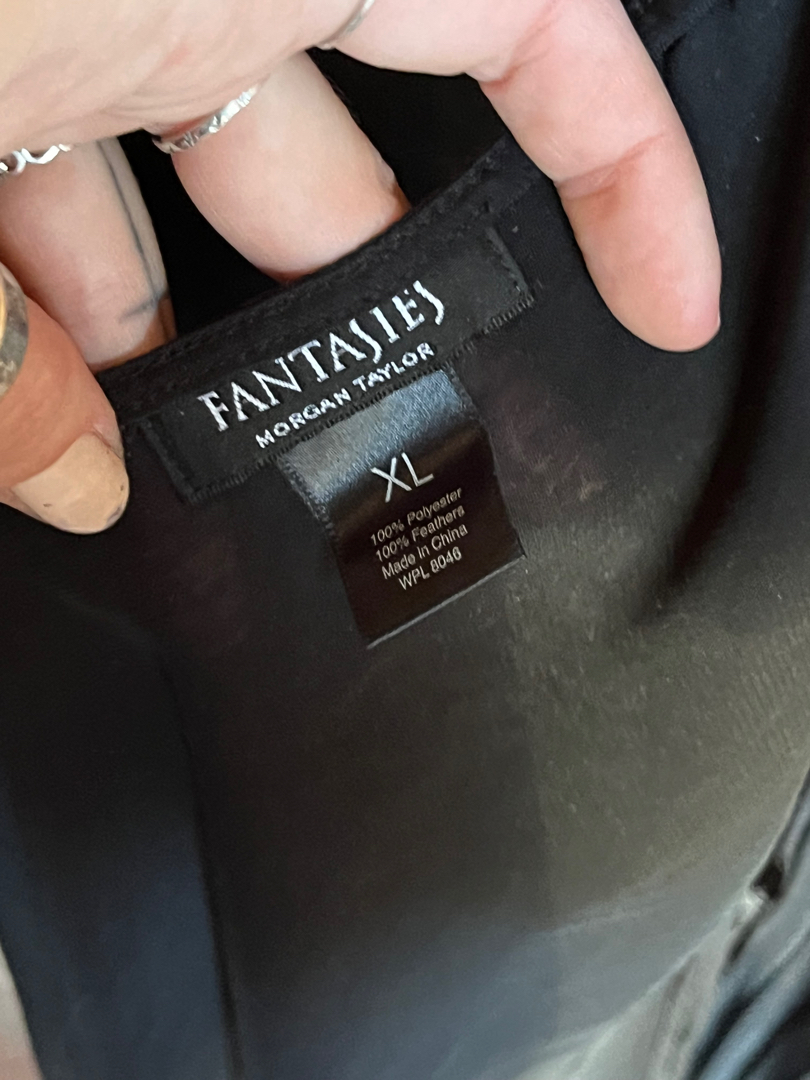 FANTASIES
MORGAN TAYLOR
XL
100% Polyester
100% Feathers
Made in China
WPL 8046